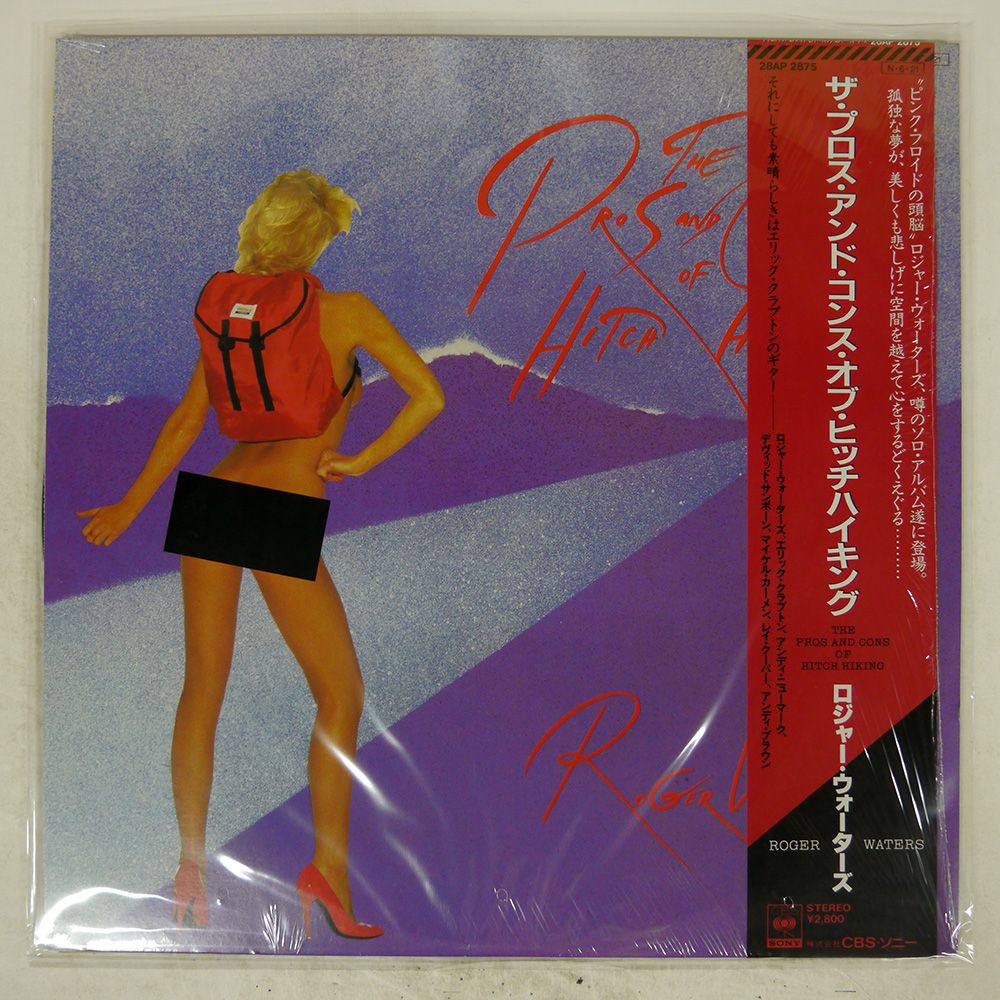 THE
PROS AND
OF
HITCH
ROGER
28AP 2875
28AP 2875
N・6-21
"ピンク・フロイドの頭脳"ロジャー・ウォーターズ、噂のソロ・アルバム遂に登場。
孤独な夢が、美しくも悲しげに空間を越えて心をするどくえぐる………
ザ・プロス・アンド・コンス・オブ・ヒッチハイキング
THE
PROS AND CONS
OF
HITCH HIKING
ロジャー・ウォーターズ
ROGER WATERS
それにしても素晴らしきはエリック・クラプトンのギター――
ロジャー・ウォーターズ、エリック・クラプトン、アンディ・ニューマーク、
デヴィッド・サンボーン、マイケル・カーメン、レイ・クーパー、アンディ・ブラウン
STEREO
¥2,800
SONY
株式会社 CBS・ソニー